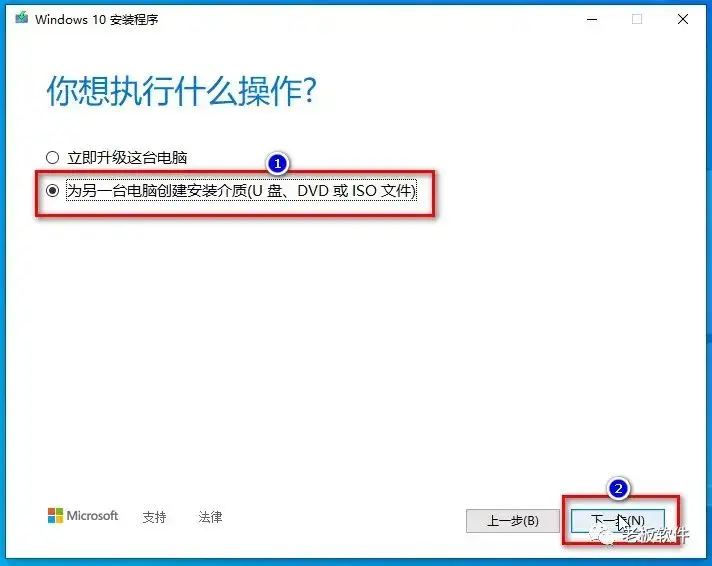 Windows 10 安装程序
你想执行什么操作?
立即升级这台电脑
1
为另一台电脑创建安装介质(U 盘、DVD 或 ISO 文件)
2
Microsoft 支持 法律 上一步(B) 下一步(N)
老板软件